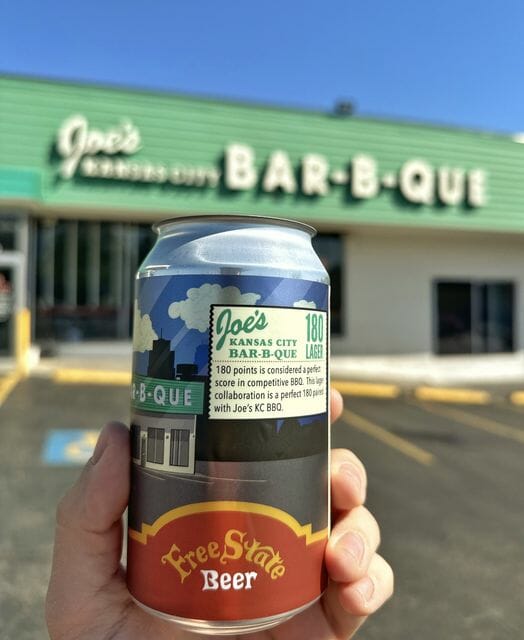 Joe's
KANSAS CITY BAR-B-QUE
Joe's
KANSAS CITY
BAR-B-QUE
180
LAGER
180 points is considered a perfect
score in competitive BBQ. This lager
collaboration is a perfect 180 paired
with Joe's KC BBQ.
R-B-QUE
Free State
Beer